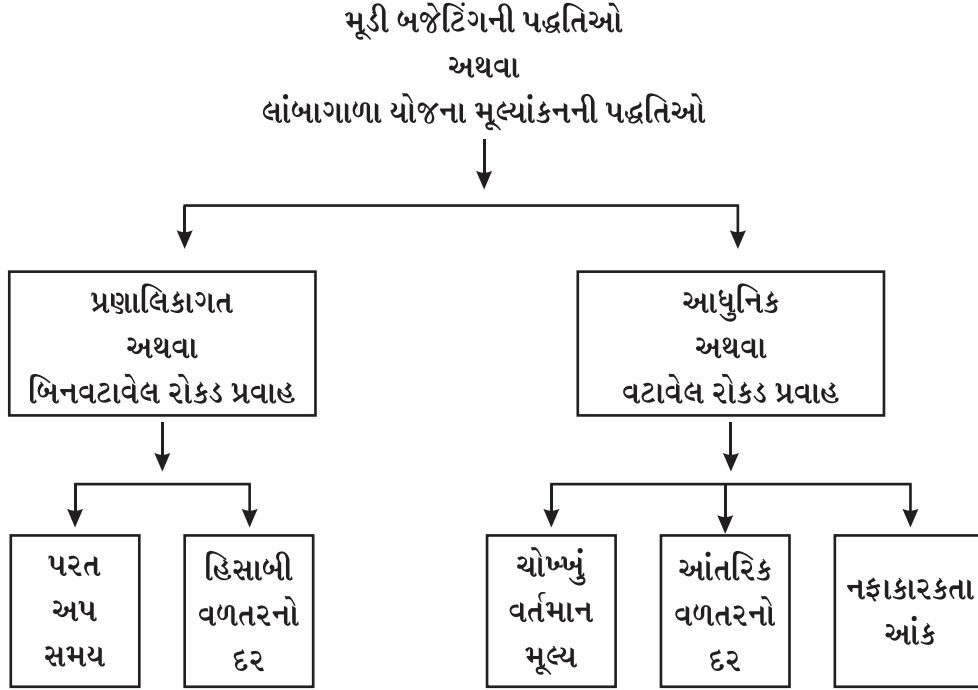 મૂડી બજેટિંગની પદ્ધતિઓ
અથવા
લાંબાગાળા યોજના મૂલ્યાંકનની પદ્ધતિઓ
પ્રણાલિકાગત
અથવા
બિનવટાવેલ રોકડ પ્રવાહ
આધુનિક
અથવા
વટાવેલ રોકડ પ્રવાહ
પરત
અપ
સમય
હિસાબી
વળતરનો
દર
ચોખ્ખું
વર્તમાન
મૂલ્ય
આંતરિક
વળતરનો
દર
નફાકારકતા
આંક